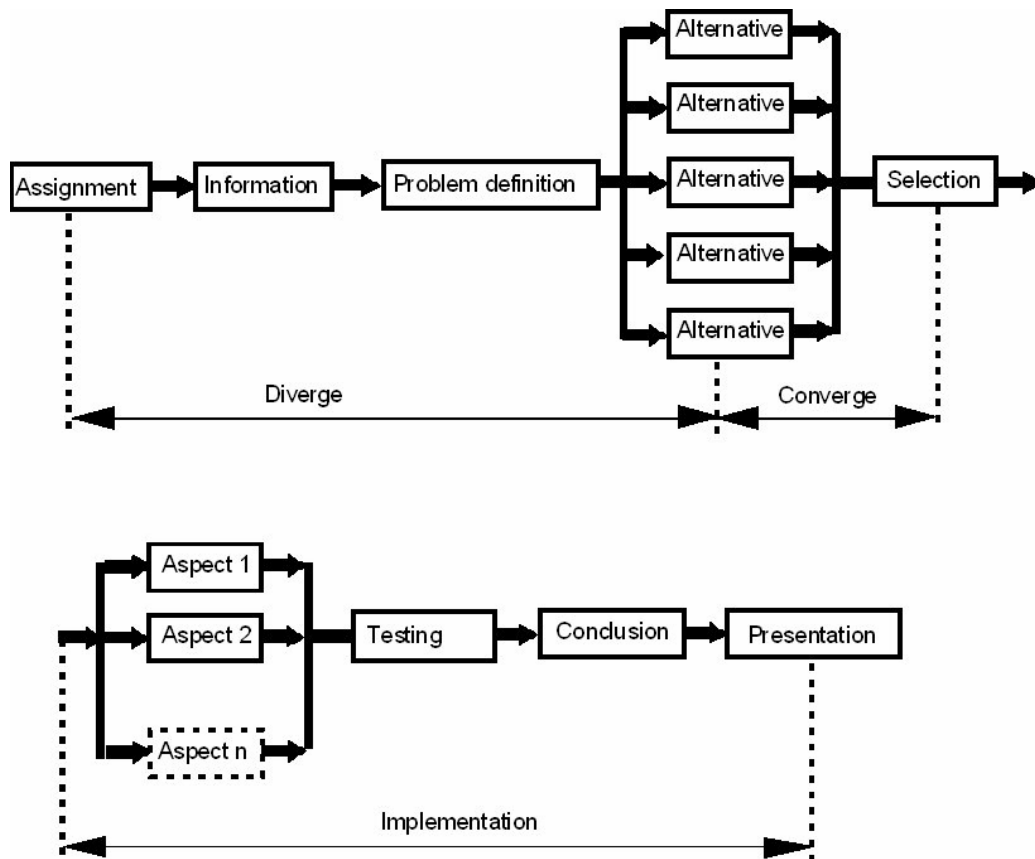 Alternative
Alternative
Assignment
Information
Problem definition
Alternative
Selection
Alternative
Alternative
Diverge
Converge
Aspect 1
Aspect 2
Testing
Conclusion
Presentation
Aspect n
Implementation